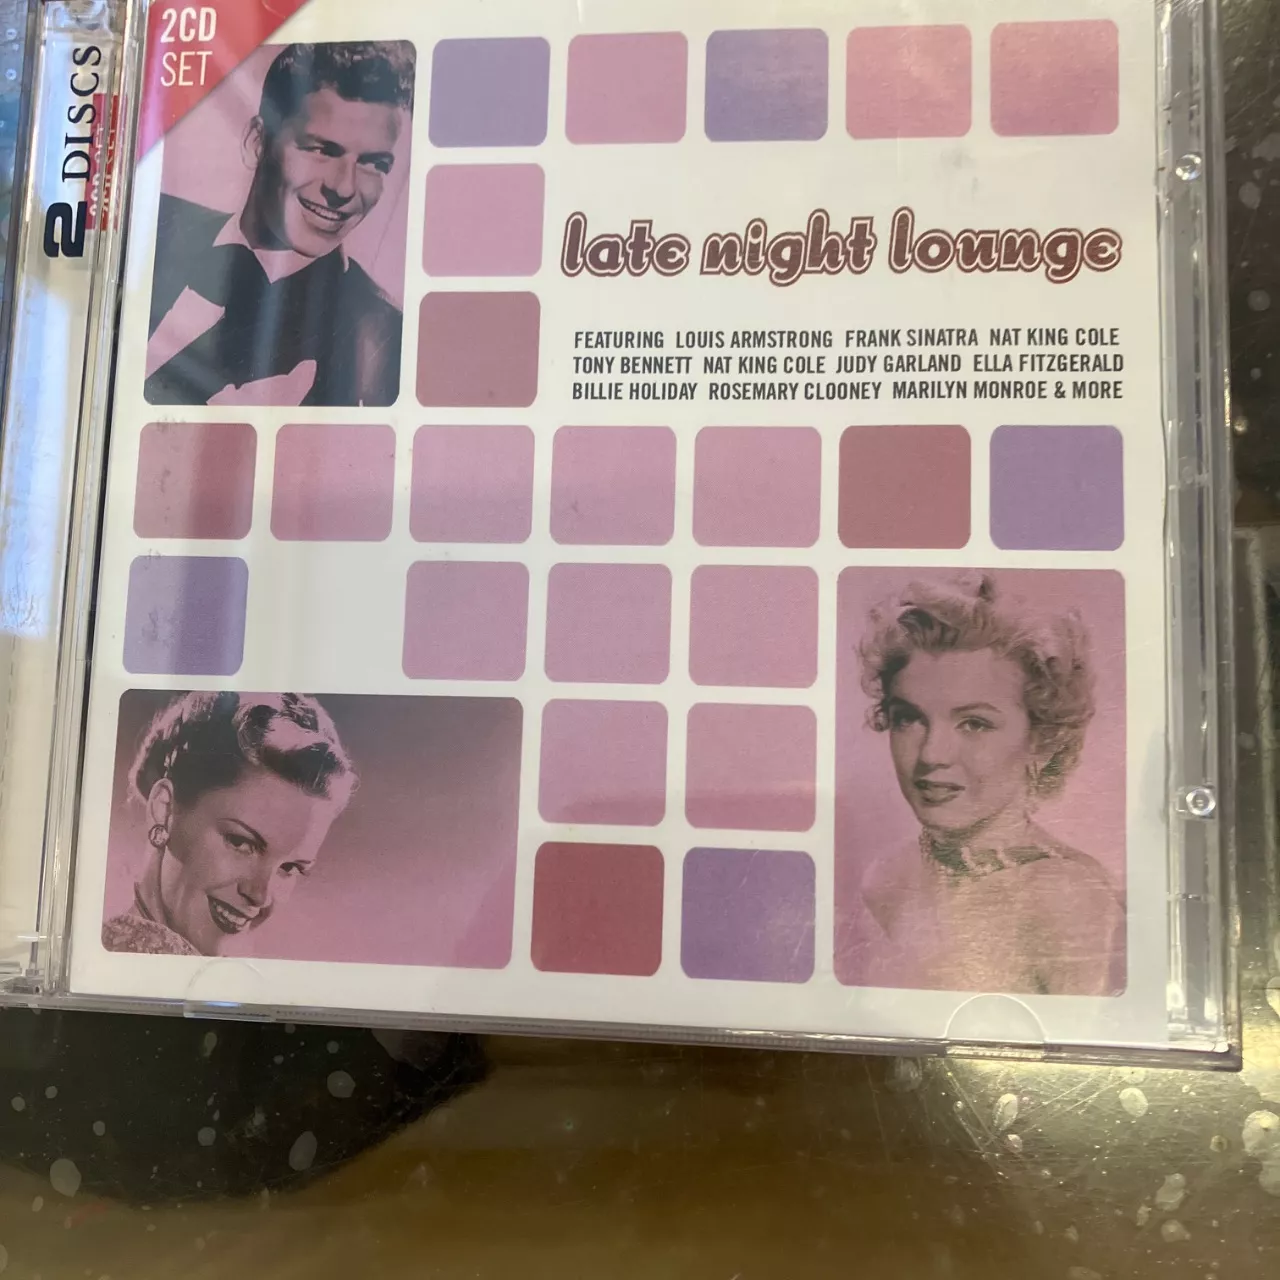 2CD
SET
2 DISCS
late night lounge
FEATURING LOUIS ARMSTRONG FRANK SINATRA NAT KING COLE
TONY BENNETT NAT KING COLE JUDY GARLAND ELLA FITZGERALD
BILLIE HOLIDAY ROSEMARY CLOONEY MARILYN MONROE & MORE